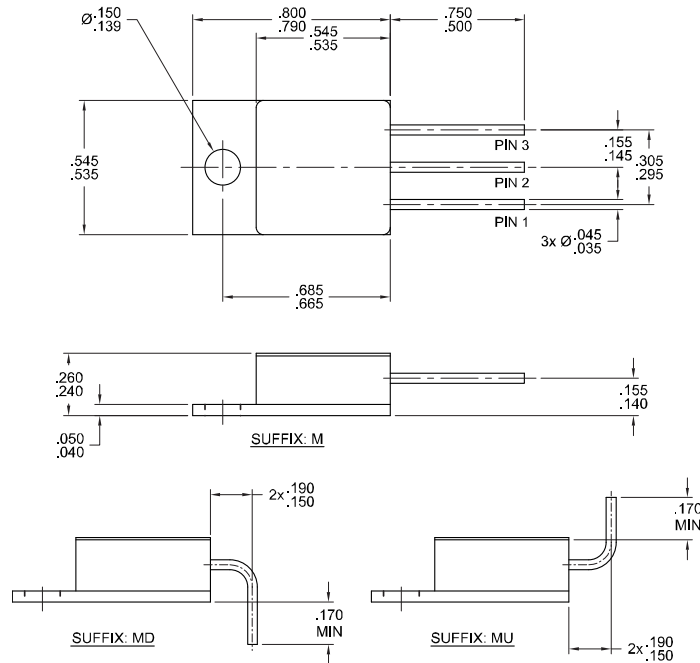 Ø.150
.139
.800
.790
.750
.500
.545
.535
.545
.535
PIN 3
PIN 2
PIN 1
.155
.145
.305
.295
3x Ø.045
.035
.685
.665
.260
.240
.050
.040
.155
.140
SUFFIX: M
2x.190
.150
.170
MIN
SUFFIX: MD
.170
MIN
SUFFIX: MU
2x.190
.150